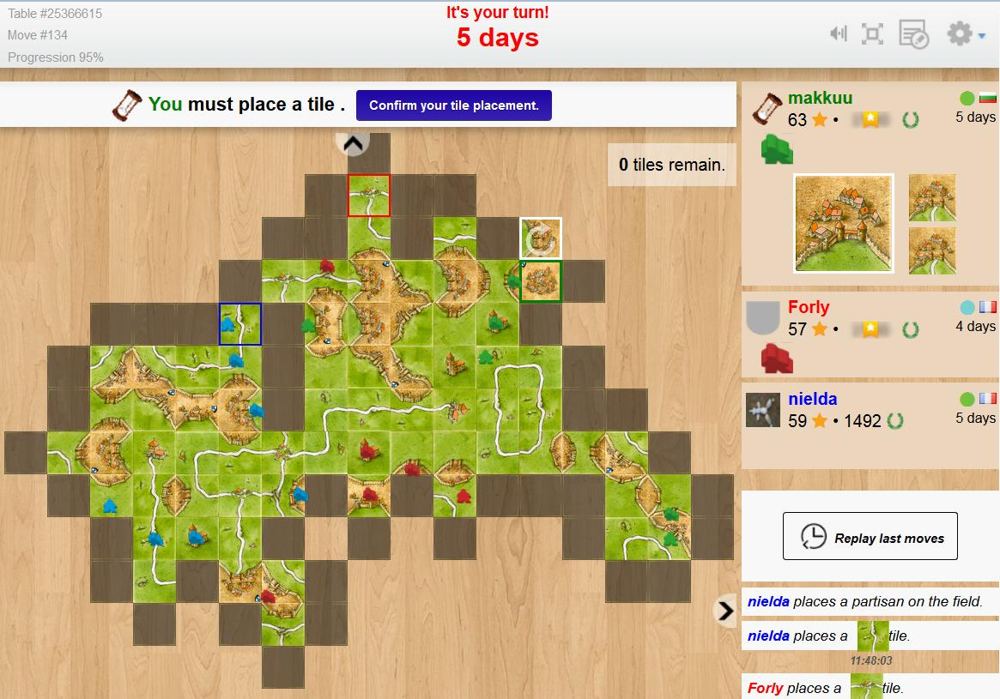 Table #25366615
Move #134
Progression 95%
It's your turn!
5 days
You must place a tile .
Confirm your tile placement.
0 tiles remain.
makkuu
63 •
5 days
Forly
57 •
4 days
nielda
59 • 1492
5 days
Replay last moves
nielda places a partisan on the field.
nielda places a tile.
11:48:03
Forly places a tile.